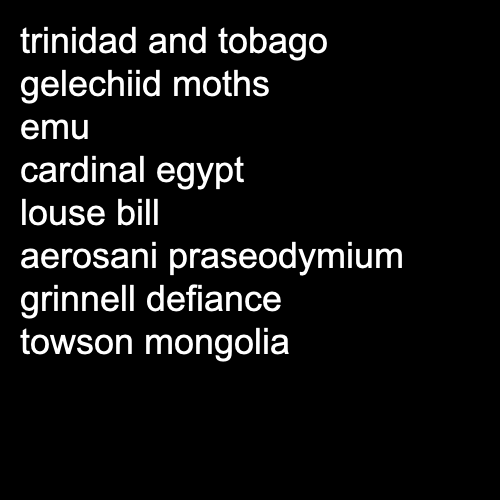 trinidad and tobago
gelechiid moths
emu
cardinal egypt
louse bill
aerosani praseodymium
grinnell defiance
towson mongolia